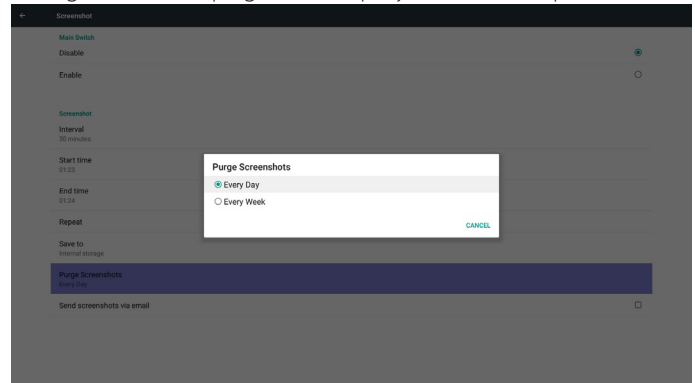 Screenshot
Main Switch
Disable
Enable
Screenshot
Interval
30 minutes
Start time
01:23
End time
01:24
Repeat
Save to
Internal storage
Purge Screenshots
Every Day
Send screenshots via email
Purge Screenshots
Every Day
Every Week
CANCEL